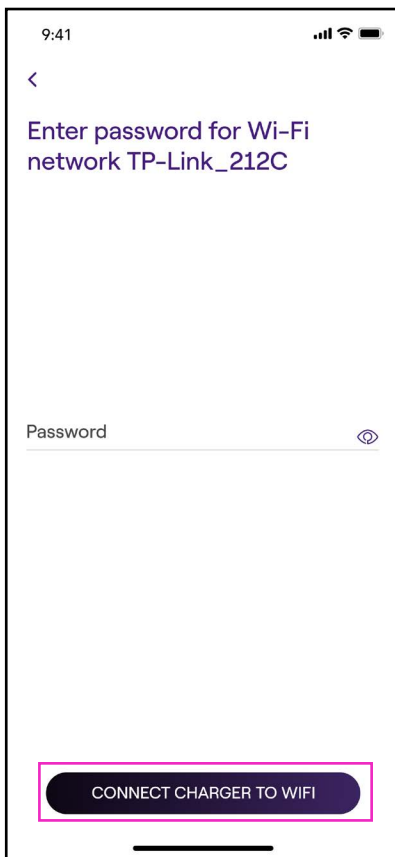 9:41
Enter password for Wi-Fi
network TP-Link_212C
Password
CONNECT CHARGER TO WIFI